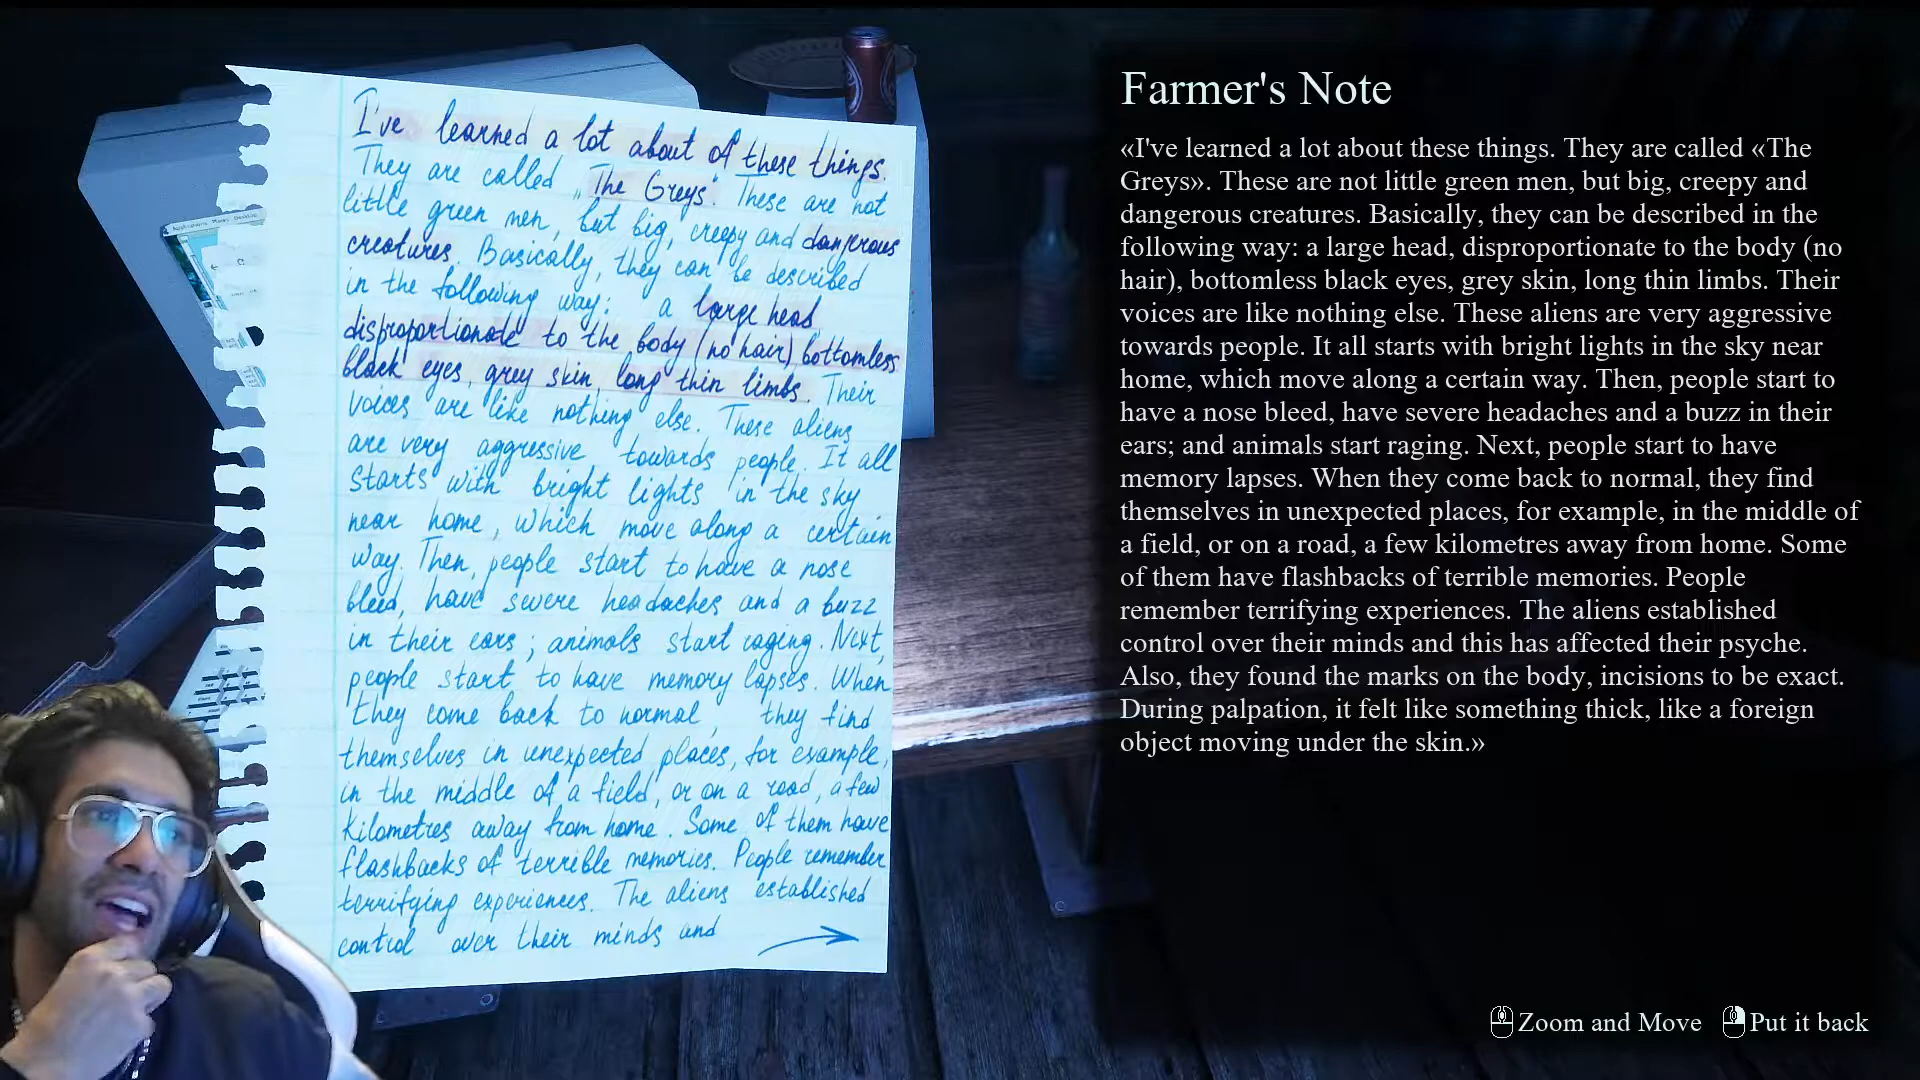 I've learned a lot about of these things.
They are called „The Greys". These are not
little green men, but big, creepy and dangerous
creatures. Basically, they can be described
in the following way: a large head,
disproportionate to the body (no hair), bottomless
black eyes, grey skin, long thin limbs. Their
voices are like nothing else. These aliens
are very aggressive towards people. It all
starts with bright lights in the sky
near home, which move along a certain
way. Then, people start to have a nose
bleed, have severe headaches and a buzz
in their ears; animals start raging. Next,
people start to have memory lapses. When
they come back to normal, they find
themselves in unexpected places, for example,
in the middle of a field, or on a road, a few
kilometres away from home. Some of them have
flashbacks of terrible memories. People remember
terrifying experiences. The aliens established
control over their minds and
Farmer's Note
«I've learned a lot about these things. They are called «The
Greys». These are not little green men, but big, creepy and
dangerous creatures. Basically, they can be described in the
following way: a large head, disproportionate to the body (no
hair), bottomless black eyes, grey skin, long thin limbs. Their
voices are like nothing else. These aliens are very aggressive
towards people. It all starts with bright lights in the sky near
home, which move along a certain way. Then, people start to
have a nose bleed, have severe headaches and a buzz in their
ears; and animals start raging. Next, people start to have
memory lapses. When they come back to normal, they find
themselves in unexpected places, for example, in the middle of
a field, or on a road, a few kilometres away from home. Some
of them have flashbacks of terrible memories. People
remember terrifying experiences. The aliens established
control over their minds and this has affected their psyche.
Also, they found the marks on the body, incisions to be exact.
During palpation, it felt like something thick, like a foreign
object moving under the skin.»
Zoom and Move Put it back